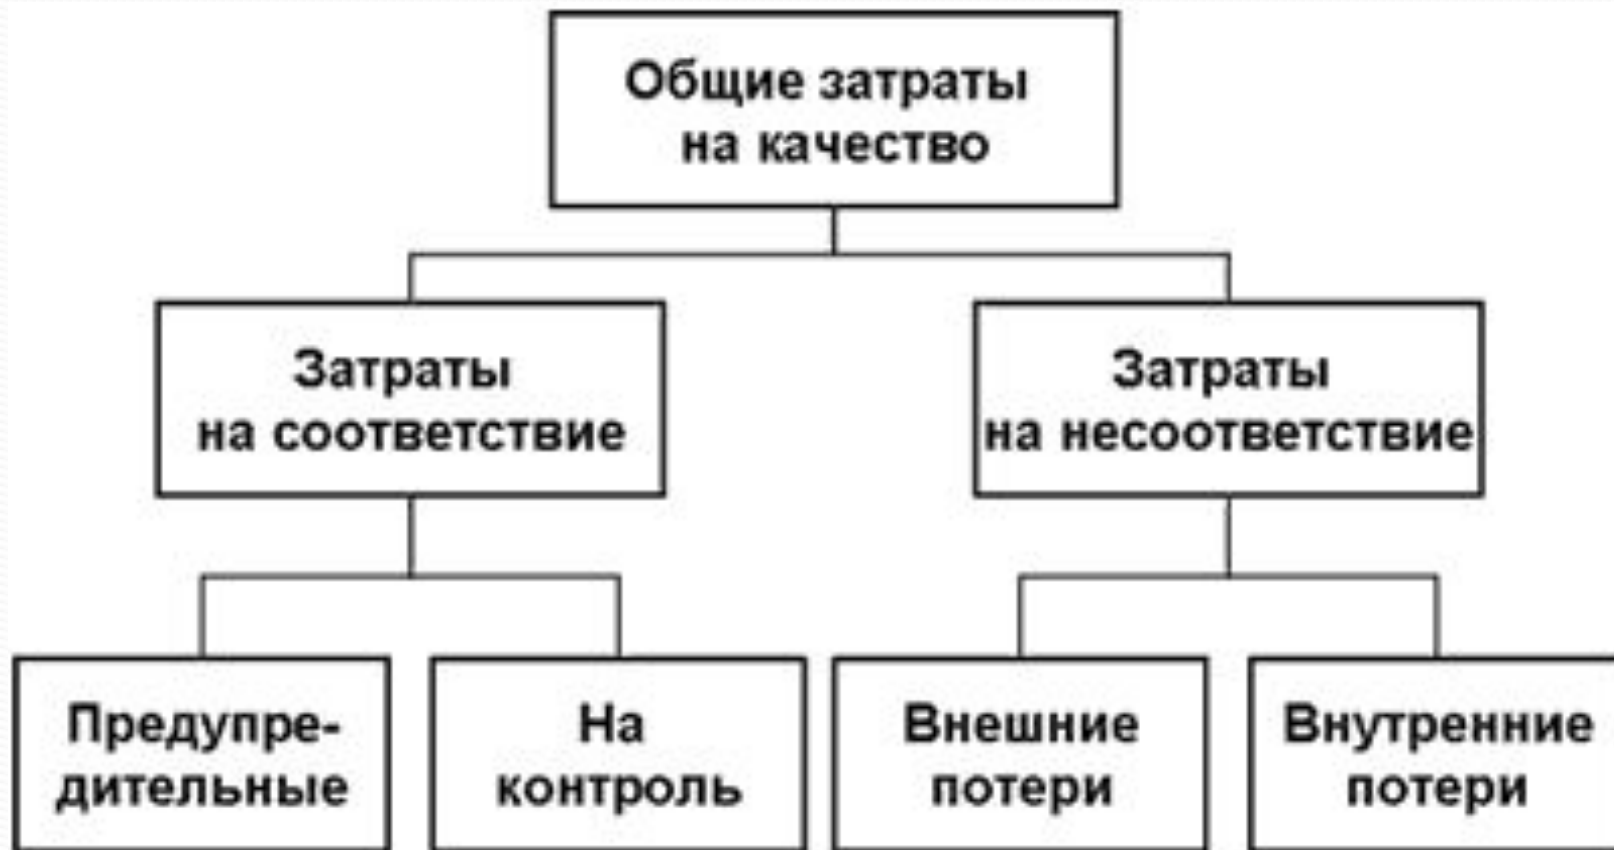 Общие затраты
на качество
Затраты
на соответствие
Затраты
на несоответствие
Предупре-
дительные
На
контроль
Внешние
потери
Внутренние
потери